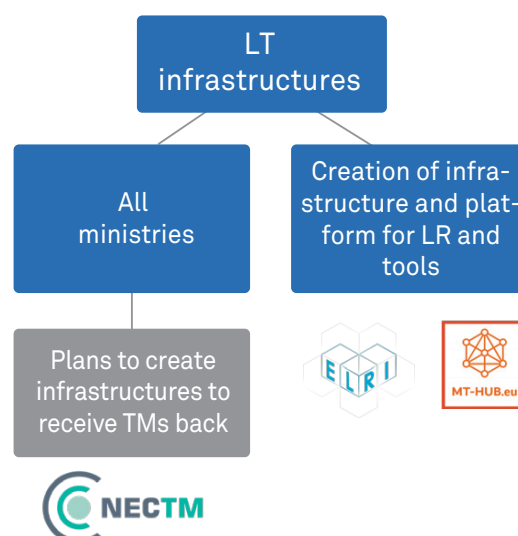 LT
infrastructures
All
ministries
Creation of infra-
structure and plat-
form for LR and
tools
Plans to create
infrastructures to
receive TMs back
ELRI
MT-HUB.eu
NECTM